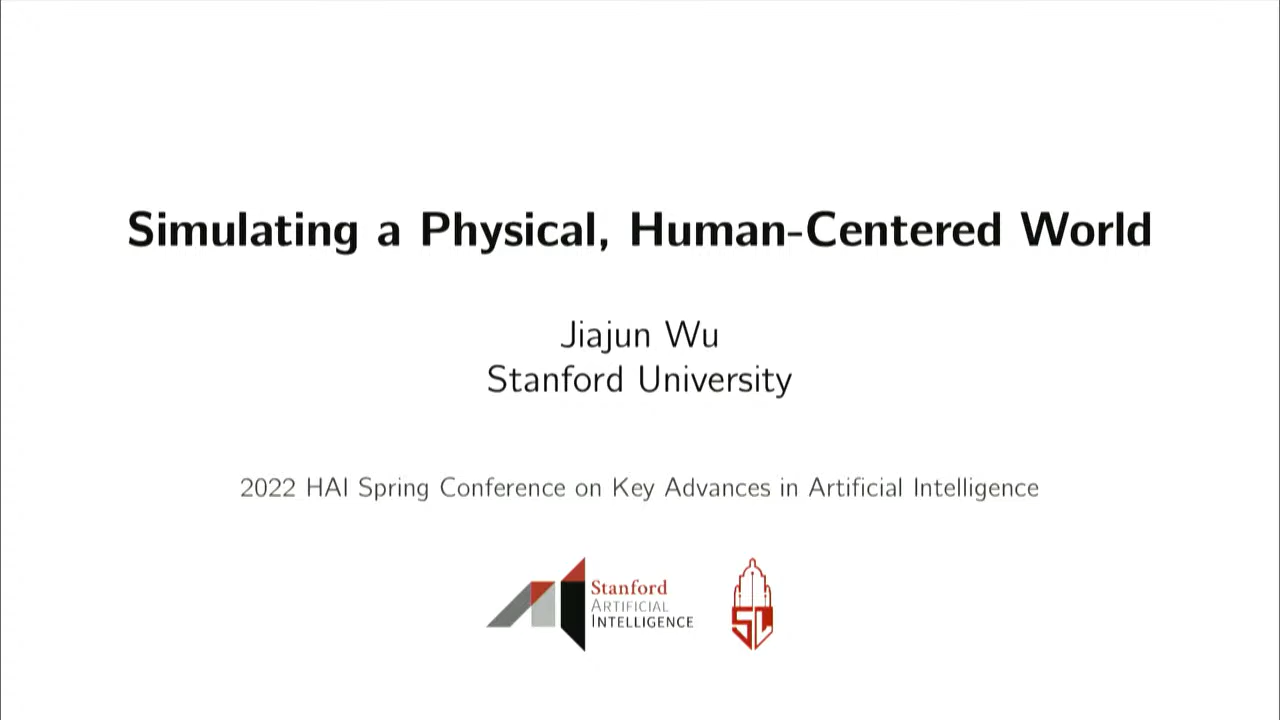 Simulating a Physical, Human-Centered World
Jiajun Wu
Stanford University
2022 HAI Spring Conference on Key Advances in Artificial Intelligence
Stanford
ARTIFICIAL
INTELLIGENCE
SL